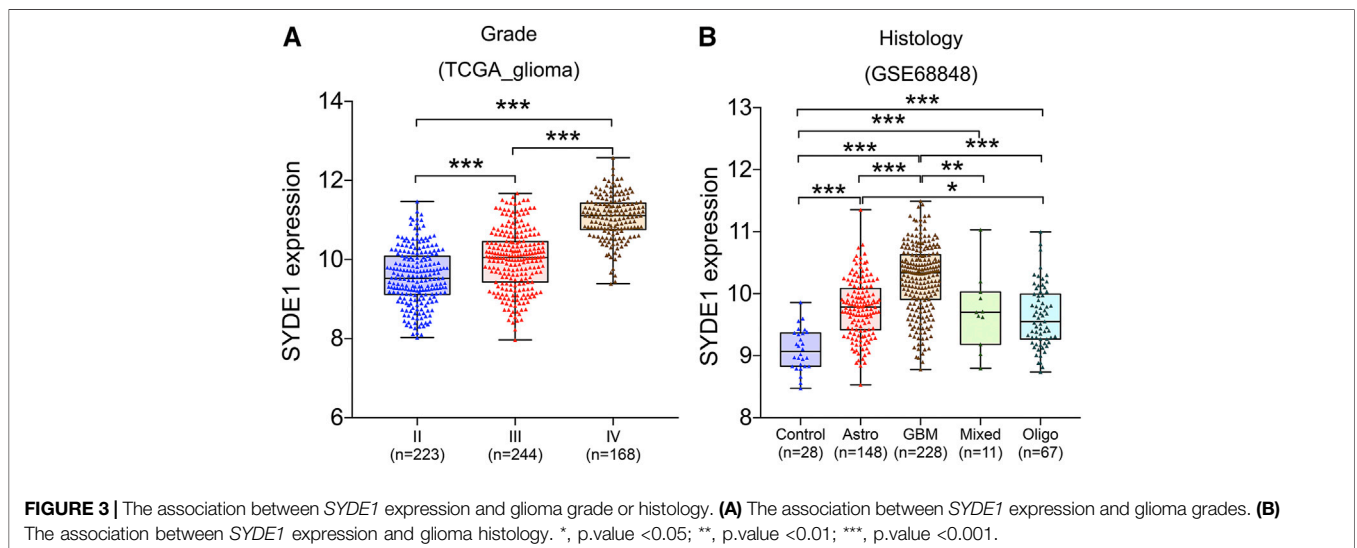 A
Grade
(TCGA_glioma)
SYDE1 expression
14
12
10
8
6
***
***
***
II
(n=223)
III
(n=244)
IV
(n=168)
B
Histology
(GSE68848)
SYDE1 expression
13
12
11
10
9
8
***
***
***
***
***
**
***
*
Control
(n=28)
Astro
(n=148)
GBM
(n=228)
Mixed
(n=11)
Oligo
(n=67)
FIGURE 3 | The association between SYDE1 expression and glioma grade or histology. (A) The association between SYDE1 expression and glioma grades. (B)
The association between SYDE1 expression and glioma histology. *, p.value <0.05; **, p.value <0.01; ***, p.value <0.001.